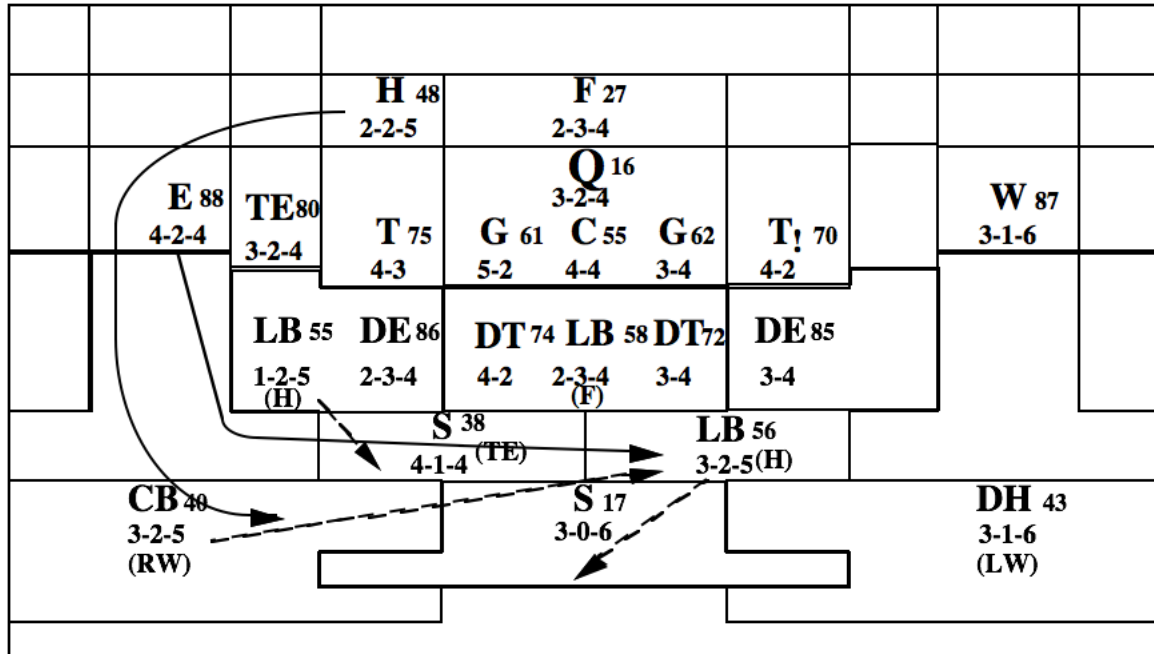 H 48 F 27
2-2-5 2-3-4
Q 16
3-2-4
E 88 TE80 W 87
4-2-4 3-2-4 3-1-6
T 75 G 61 C 55 G 62 T! 70
4-3 5-2 4-4 3-4 4-2
LB 55 DE 86 DT 74 LB 58 DT 72 DE 85
1-2-5 2-3-4 4-2 2-3-4 3-4 3-4
(H) (F)
S 38 (TE) LB 56
4-1-4 3-2-5 (H)
CB 40 S 17 DH 43
3-2-5 3-0-6 3-1-6
(RW) (LW)